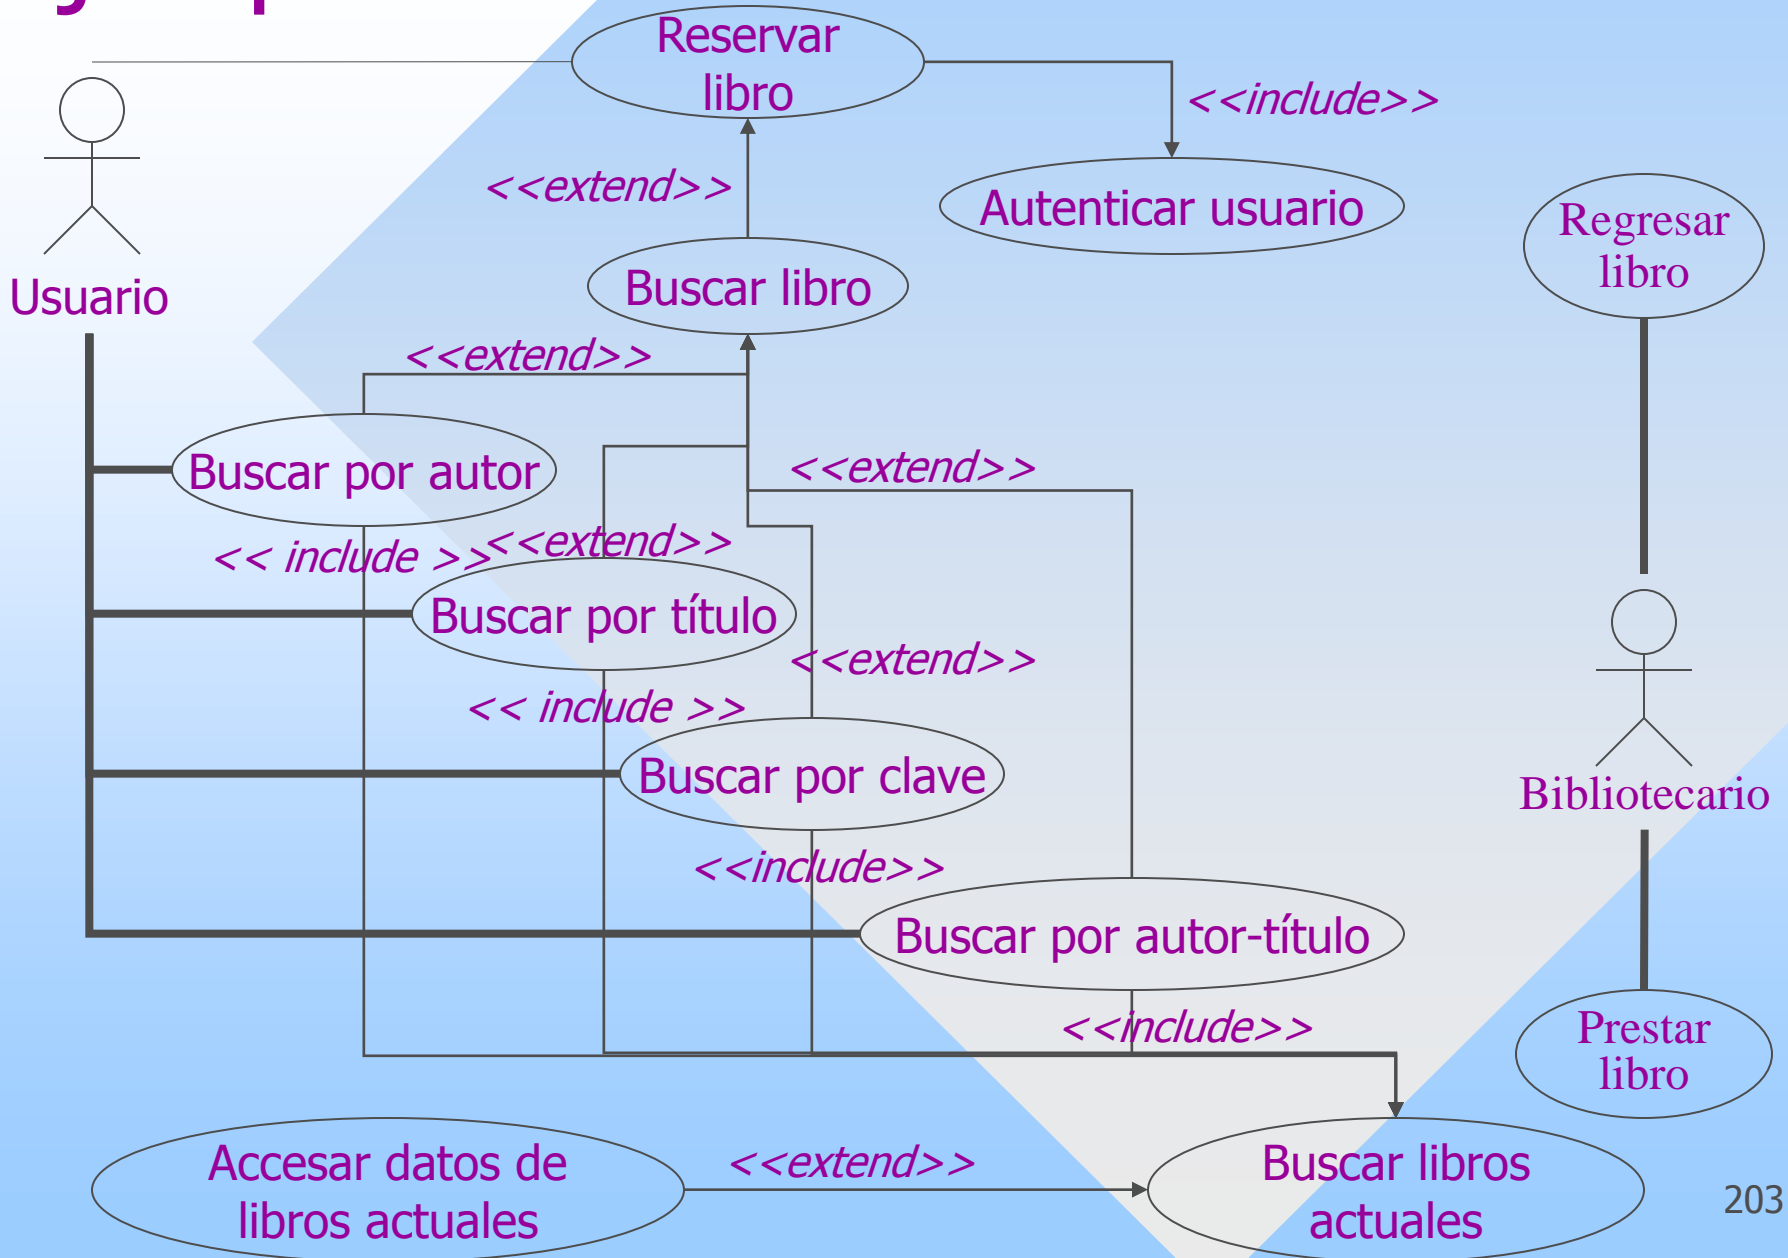 Reservar
libro
<<include>>
<<extend>>
Autenticar usuario
Regresar
libro
Usuario
Buscar libro
<<extend>>
Buscar por autor
<<extend>>
<< include >>
<<extend>>
Buscar por título
<<extend>>
<< include >>
Buscar por clave
Bibliotecario
<<include>>
Buscar por autor-título
<<include>>
Prestar
libro
Accesar datos de
libros actuales
<<extend>>
Buscar libros
actuales
203